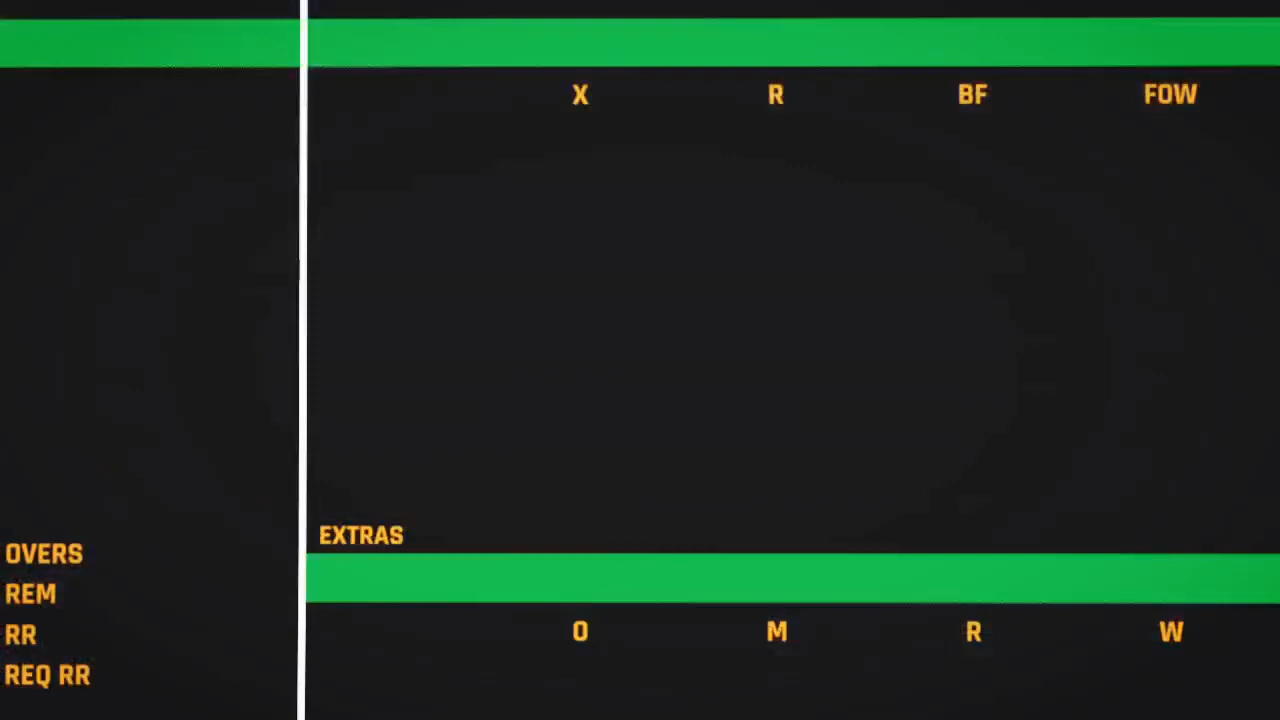 X R BF FOW
EXTRAS
OVERS
REM
RR
REQ RR
O M R W